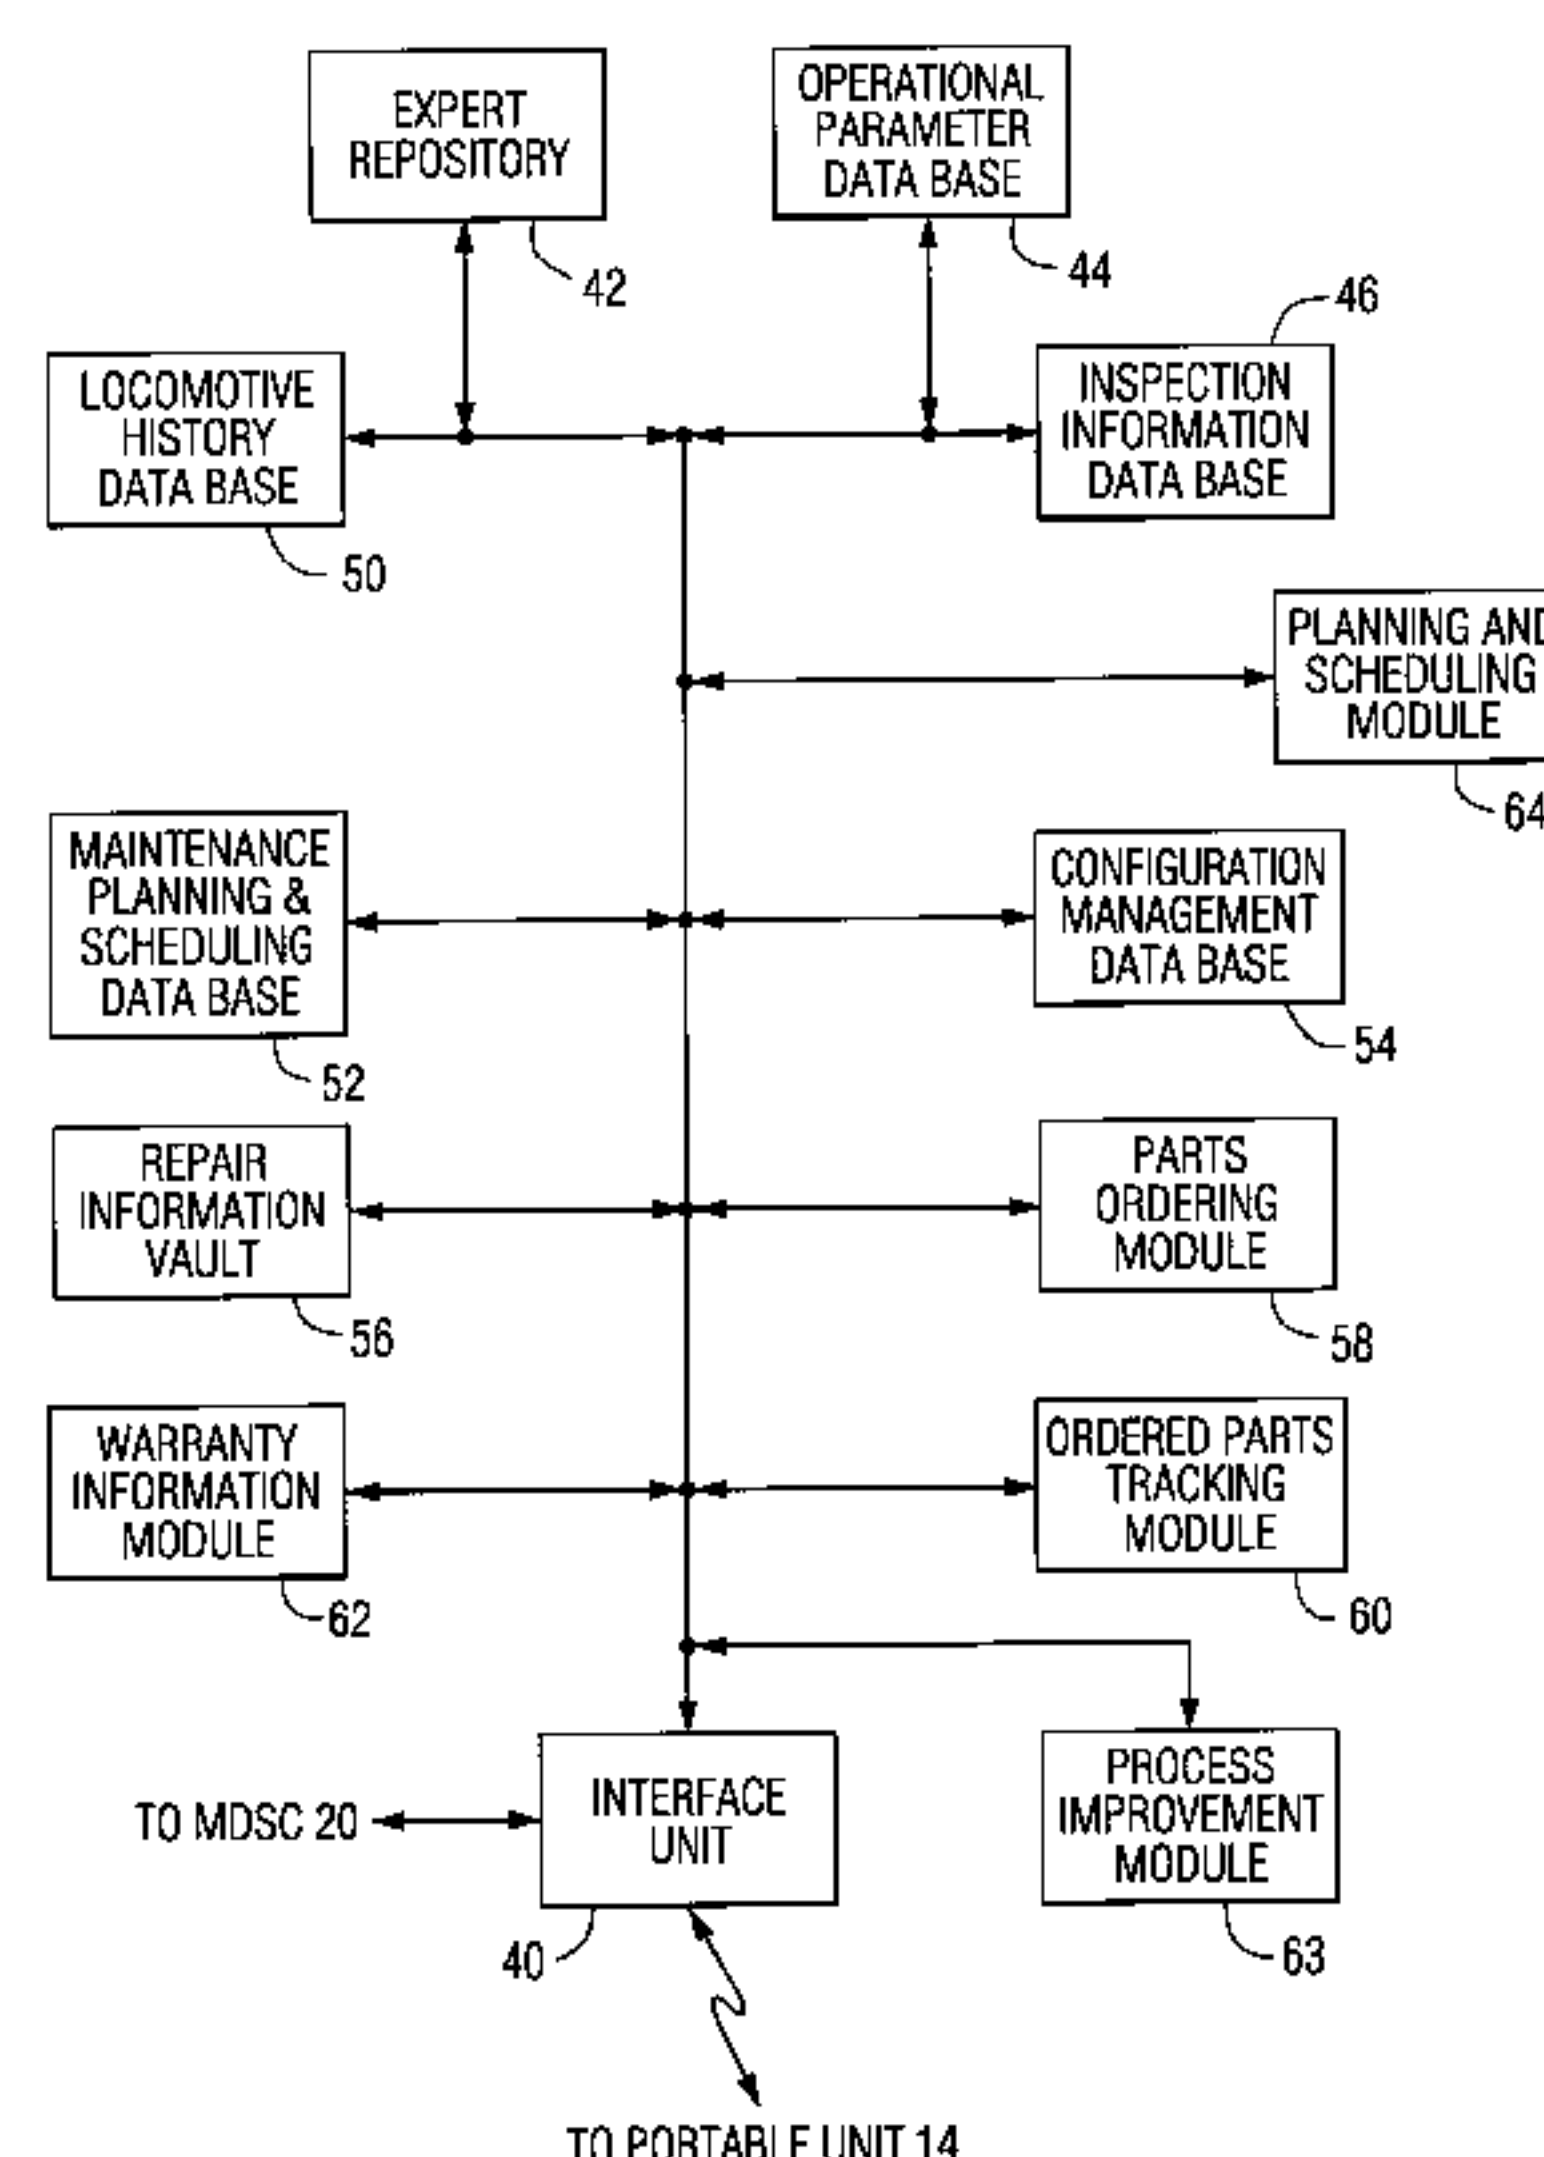 EXPERT
REPOSITORY
42
OPERATIONAL
PARAMETER
DATA BASE
44
46
LOCOMOTIVE
HISTORY
DATA BASE
50
INSPECTION
INFORMATION
DATA BASE
PLANNING AND
SCHEDULING
MODULE
64
MAINTENANCE
PLANNING &
SCHEDULING
DATA BASE
52
CONFIGURATION
MANAGEMENT
DATA BASE
54
REPAIR
INFORMATION
VAULT
56
PARTS
ORDERING
MODULE
58
WARRANTY
INFORMATION
MODULE
62
ORDERED PARTS
TRACKING
MODULE
60
TO MDSC 20
INTERFACE
UNIT
40
PROCESS
IMPROVEMENT
MODULE
63
TO PORTABLE UNIT 14